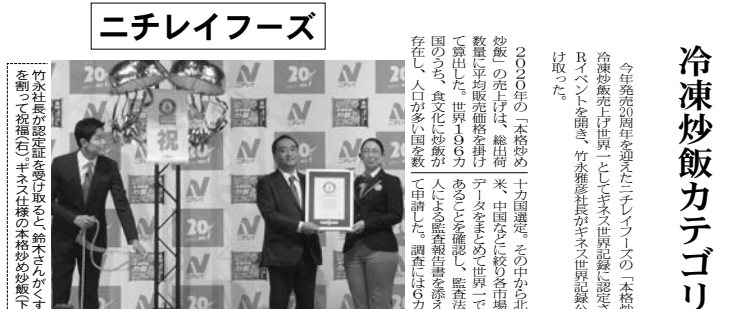 ニチレイフーズ
冷凍炒飯カテゴリ
今年発売20周年を迎えたニチレイフーズの「本格炒
冷凍炒飯売上げ世界一としてギネス世界記録に認定さ
Rイベントを開き、竹永雅彦社長がギネス世界記録公
け取った。
2020年の「本格炒め
炒飯」の売上げは、総出荷
数量に平均販売価格を掛け
て算出した。世界196カ
国のうち、食文化に炒飯が
存在し、人口が多い国を数
十カ国選定。その中から北
米、中国などに絞り各市場
データをまとめて世界一で
あることを確認し、監査法
人による監査報告書を添え
て申請した。調査には6カ
祝
20
ニチレイ
竹永社長が認定証を受け取ると、鈴木さんがくす
を割って祝福(右)。ギネス仕様の本格炒め炒飯(下